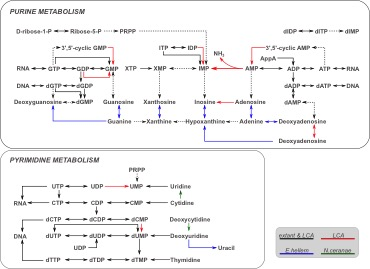 PURINE METABOLISM
D-ribose-1-P Ribose-5-P PRPP dIDP dITP dIMP
3',5'-cyclic GMP ITP IDP NH3 3',5'-cyclic AMP
AppA
RNA GTP GDP GMP XTP XMP IMP AMP ADP ATP RNA
DNA dGTP dGDP dADP dATP DNA
Deoxyguanosine dGMP Guanosine Xanthosine Inosine Adenosine dAMP
Guanine Xanthine Hypoxanthine Adenine Deoxyadenosine
Deoxyadenosine
PYRIMIDINE METABOLISM
PRPP
UTP UDP UMP Uridine
RNA CTP CDP CMP Cytidine
dCTP dCDP dCMP Deoxycytidine
DNA dUTP dUDP dUMP Deoxyuridine
UDP Uracil
dTTP dTDP dTMP Thymidine
extant & LCA LCA
E.hellem N.ceranae